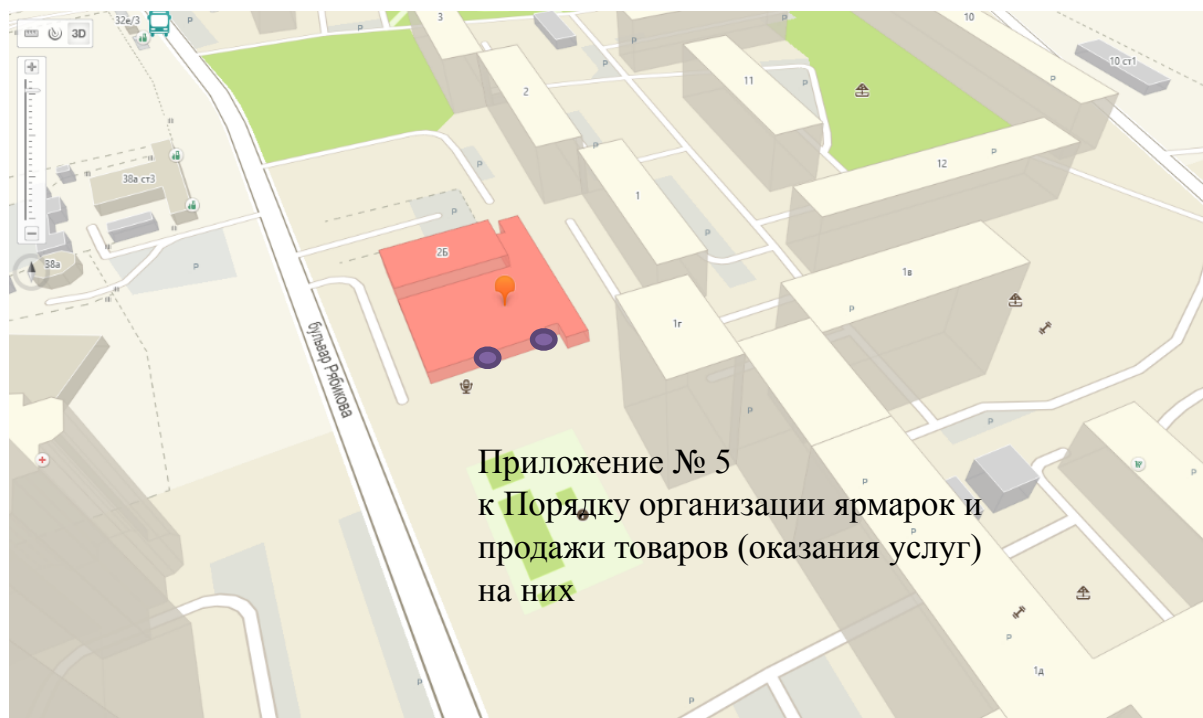 32е/3
3
10
3D
10 ст1
2
11
12
38а ст3
1
2Б
38а
1в
1г
бульвар Рябикова
Приложение № 5
к Порядку организации ярмарок и
продажи товаров (оказания услуг)
на них
1д